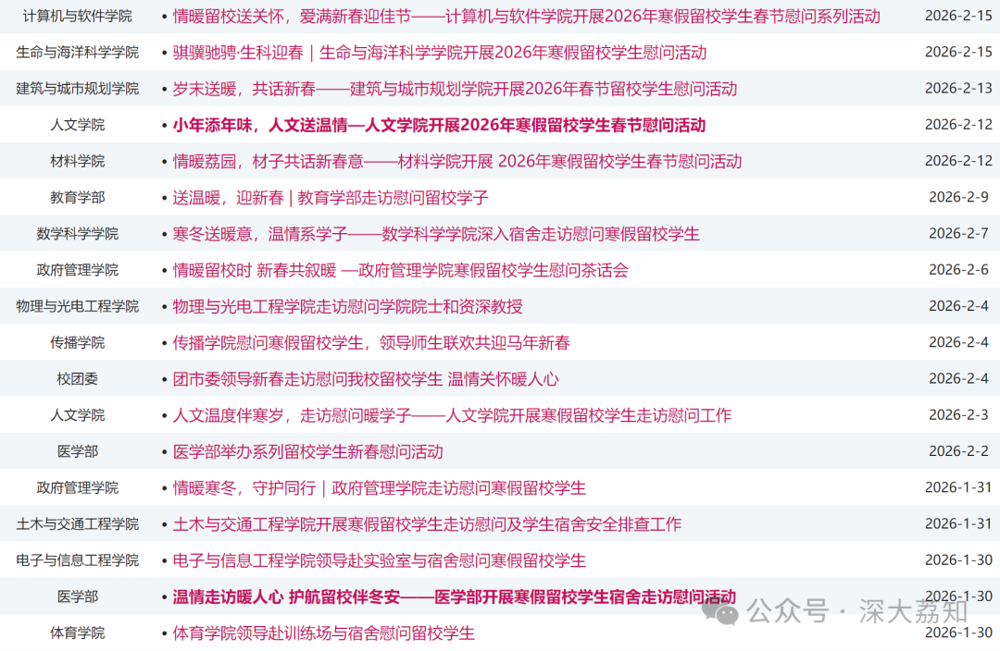 计算机与软件学院 • 情暖留校送关怀，爱满新春迎佳节——计算机与软件学院开展2026年寒假留校学生春节慰问系列活动 2026-2-15
生命与海洋科学学院 • 骐骥驰骋·生科迎春｜生命与海洋科学学院开展2026年寒假留校学生慰问活动 2026-2-15
建筑与城市规划学院 • 岁末送暖，共话新春——建筑与城市规划学院开展2026年春节留校学生慰问活动 2026-2-13
人文学院 • 小年添年味，人文送温情—人文学院开展2026年寒假留校学生春节慰问活动 2026-2-12
材料学院 • 情暖荔园，材子共话新春意——材料学院开展 2026年寒假留校学生春节慰问活动 2026-2-12
教育学部 • 送温暖，迎新春 | 教育学部走访慰问留校学子 2026-2-9
数学科学学院 • 寒冬送暖意，温情系学子——数学科学学院深入宿舍走访慰问寒假留校学生 2026-2-7
政府管理学院 • 情暖留校时 新春共叙暖 —政府管理学院寒假留校学生慰问茶话会 2026-2-6
物理与光电工程学院 • 物理与光电工程学院走访慰问学院院士和资深教授 2026-2-4
传播学院 • 传播学院慰问寒假留校学生，领导师生联欢共迎马年新春 2026-2-4
校团委 • 团市委领导新春走访慰问我校留校学生 温情关怀暖人心 2026-2-4
人文学院 • 人文温度伴寒岁，走访慰问暖学子——人文学院开展寒假留校学生走访慰问工作 2026-2-3
医学部 • 医学部举办系列留校学生新春慰问活动 2026-2-2
政府管理学院 • 情暖寒冬，守护同行｜政府管理学院走访慰问寒假留校学生 2026-1-31
土木与交通工程学院 • 土木与交通工程学院开展寒假留校学生走访慰问及学生宿舍安全排查工作 2026-1-31
电子与信息工程学院 • 电子与信息工程学院领导赴实验室与宿舍慰问寒假留校学生 2026-1-30
医学部 • 温情走访暖人心 护航留校伴冬安——医学部开展寒假留校学生宿舍走访慰问活动 2026-1-30
公众号 · 深大荔知
体育学院 • 体育学院领导赴训练场与宿舍慰问留校学生 2026-1-30